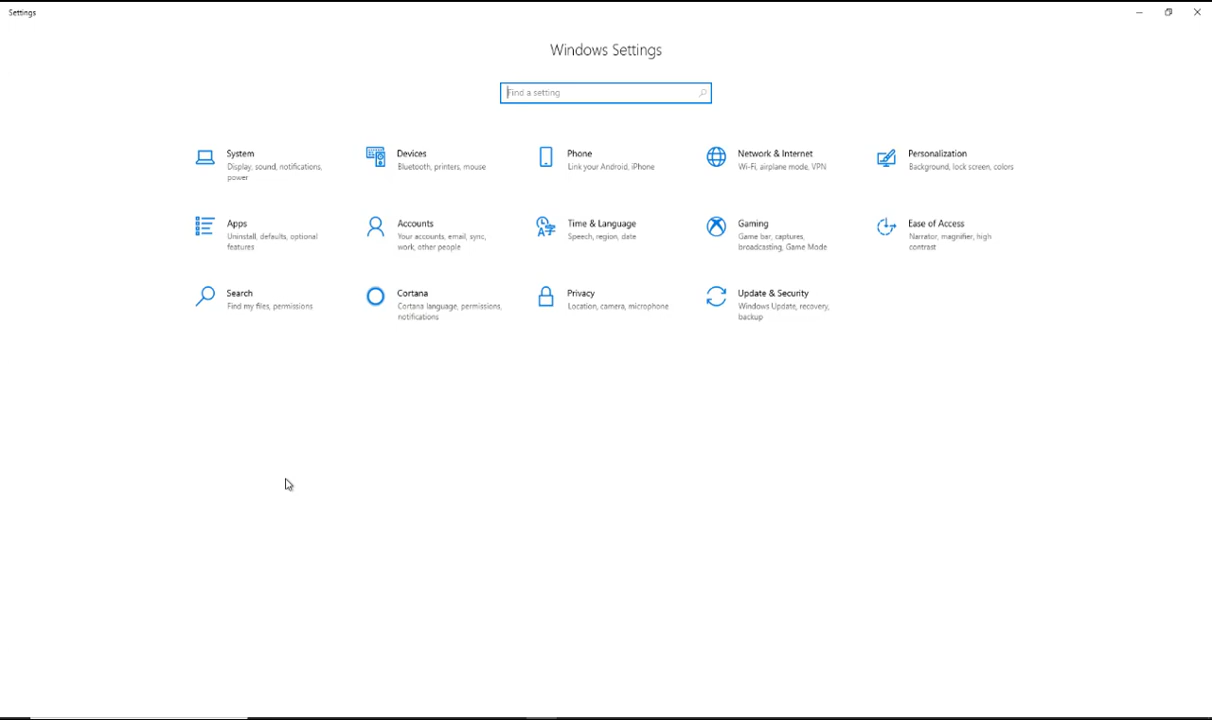 Settings
Windows Settings
Find a setting
System
Display, sound, notifications,
power
Devices
Bluetooth, printers, mouse
Phone
Link your Android, iPhone
Network & Internet
Wi-Fi, airplane mode, VPN
Personalization
Background, lock screen, colors
Apps
Uninstall, defaults, optional
features
Accounts
Your accounts, email, sync,
work, other people
Time & Language
Speech, region, date
Gaming
Game bar, captures,
broadcasting, Game Mode
Ease of Access
Narrator, magnifier, high
contrast
Search
Find my files, permissions
Cortana
Cortana language, permissions,
notifications
Privacy
Location, camera, microphone
Update & Security
Windows Update, recovery,
backup